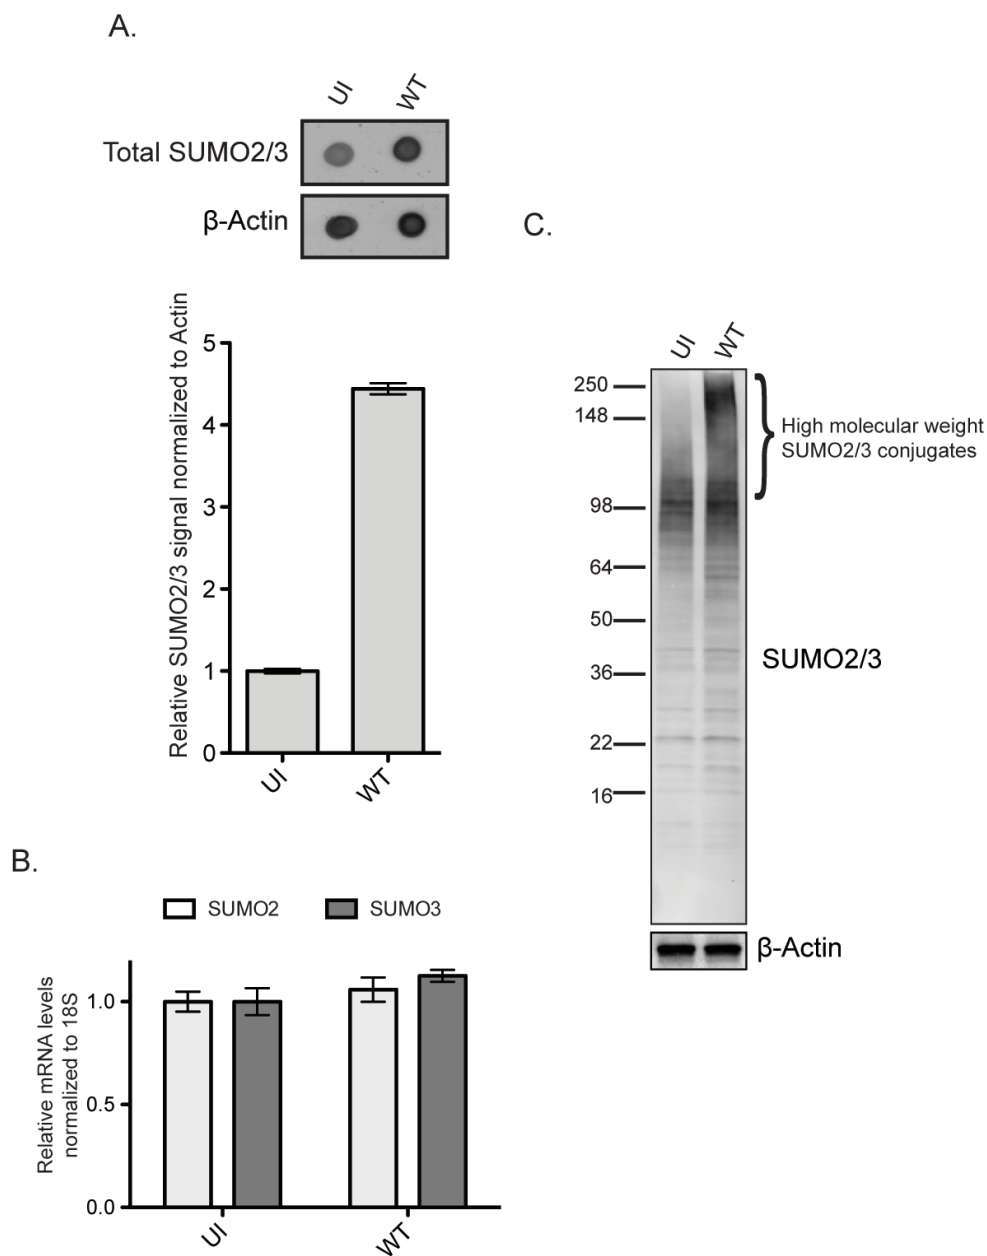 A.
UI
WT
Total SUMO2/3
β-Actin
Relative SUMO2/3 signal normalized to Actin
5
4
3
2
1
0
UI
WT
B.
SUMO2
SUMO3
Relative mRNA levels
normalized to 18S
1.0
0.5
0.0
UI
WT
C.
UI
WT
250
148
98
64
50
36
22
16
High molecular weight
SUMO2/3 conjugates
SUMO2/3
β-Actin